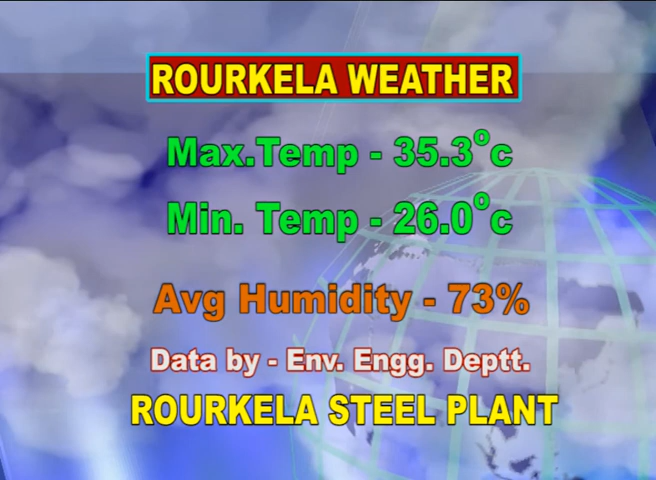 ROURKELA WEATHER
Max.Temp - 35.3°c
Min. Temp - 26.0°c
Avg Humidity - 73%
Data by - Env. Engg. Deptt.
ROURKELA STEEL PLANT